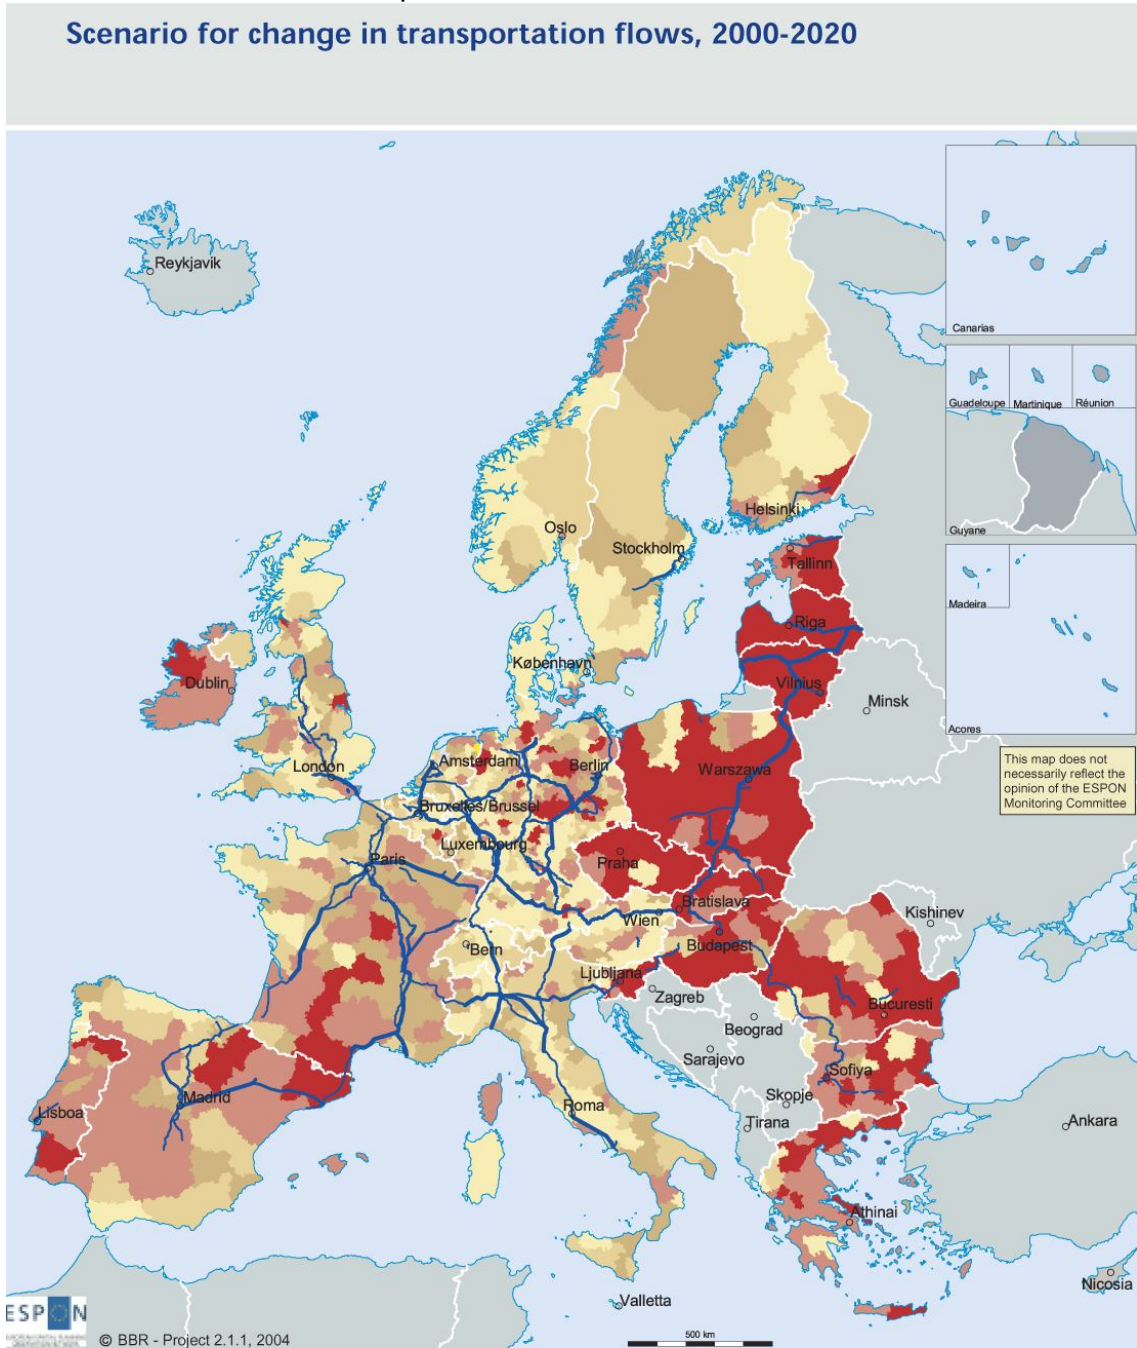 Scenario for change in transportation flows, 2000-2020
Reykjavik
Canarias
Guadeloupe
Martinique
Réunion
Guyane
Madeira
Acores
Oslo
Helsinki
Stockholm
Tallinn
Riga
København
Dublin
Vilnius
Minsk
This map does not
necessarily reflect the
opinion of the ESPON
Monitoring Committee
London
Amsterdam
Berlin
Warszawa
Bruxelles/Brussel
Luxembourg
Paris
Praha
Bratislava
Wien
Kishinev
Bern
Budapest
Ljubljana
Zagreb
Bucuresti
Beograd
Sarajevo
Sofiya
Madrid
Skopje
Lisboa
Roma
Tirana
Ankara
Athinai
Nicosia
Valletta
ESPON
© BBR - Project 2.1.1, 2004
500 km